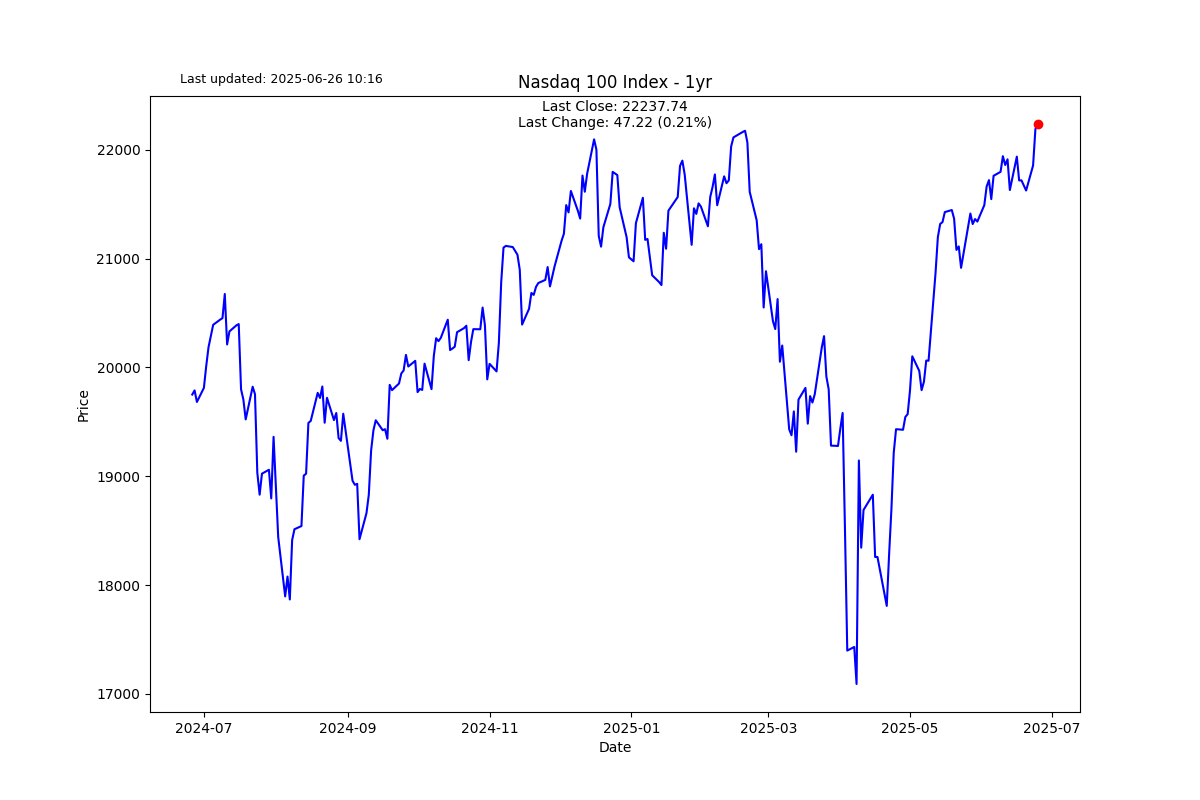 Last updated: 2025-06-26 10:16
Nasdaq 100 Index - 1yr
Last Close: 22237.74
Last Change: 47.22 (0.21%)
Price
22000
21000
20000
19000
18000
17000
2024-07 2024-09 2024-11 2025-01 2025-03 2025-05 2025-07
Date